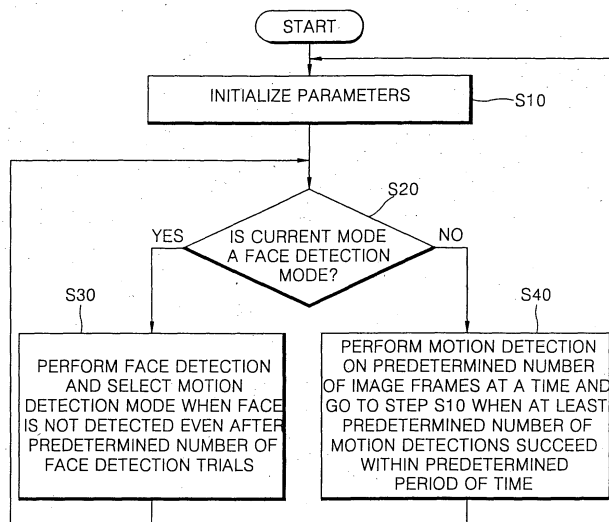 START
INITIALIZE PARAMETERS
S10
S20
YES
IS CURRENT MODE
A FACE DETECTION
MODE?
NO
S30
PERFORM FACE DETECTION
AND SELECT MOTION
DETECTION MODE WHEN FACE
IS NOT DETECTED EVEN AFTER
PREDETERMINED NUMBER OF
FACE DETECTION TRIALS
S40
PERFORM MOTION DETECTION
ON PREDETERMINED NUMBER
OF IMAGE FRAMES AT A TIME AND
GO TO STEP S10 WHEN AT LEAST
PREDETERMINED NUMBER OF
MOTION DETECTIONS SUCCEED
WITHIN PREDETERMINED
PERIOD OF TIME